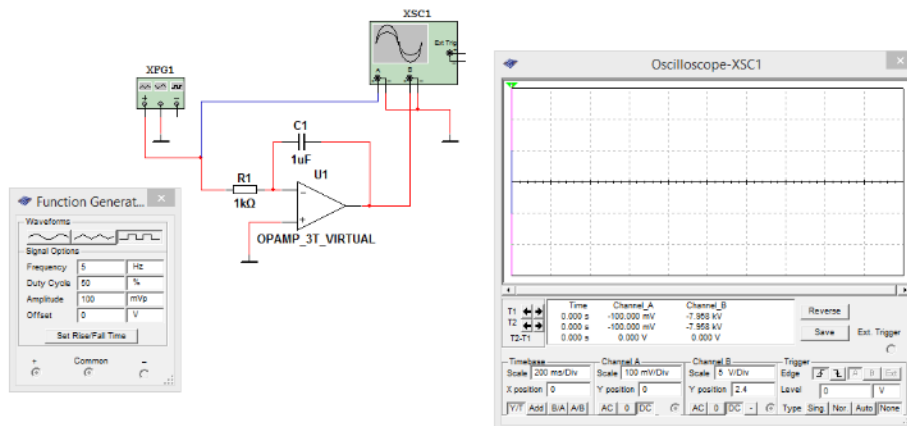 XSC1
Ext Trig
A
B
XFG1
C1
1uF
U1
R1
1kΩ
OPAMP_3T_VIRTUAL
Function Generat...
Waveforms
Signal Options
Frequency 5 Hz
Duty Cycle 50 %
Amplitude 100 mVp
Offset 0 V
Set Rise/Fall Time
+ Common -
Oscilloscope-XSC1
Time Channel_A Channel_B
T1 0.000 s -100.000 mV -7.958 kV
T2 0.000 s -100.000 mV -7.958 kV
T2-T1 0.000 s 0.000 V 0.000 V
Reverse
Save
Ext. Trigger
Timebase
Scale 200 ms/Div
X position 0
Y/T Add B/A A/B
Channel A
Scale 100 mV/Div
Y position 0
AC 0 DC
Channel B
Scale 5 V/Div
Y position 2.4
AC 0 DC -
Trigger
Edge A B Ext
Level 0 V
Type Sing. Nor. Auto None